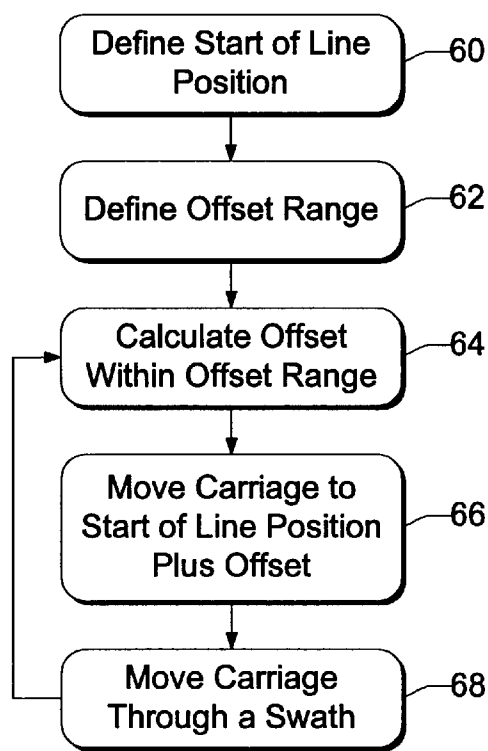 Define Start of Line
Position
60
Define Offset Range
62
Calculate Offset
Within Offset Range
64
Move Carriage to
Start of Line Position
Plus Offset
66
Move Carriage
Through a Swath
68